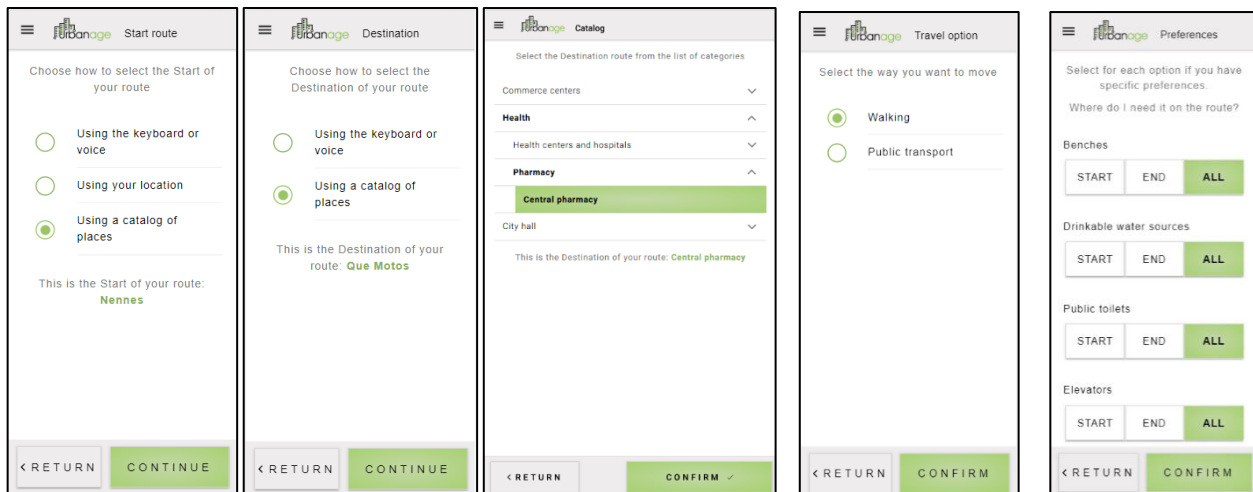 Urbanage Start route
Choose how to select the Start of
your route
Using the keyboard or
voice
Using your location
Using a catalog of
places
This is the Start of your route:
Nennes
< RETURN CONTINUE
Urbanage Destination
Choose how to select the
Destination of your route
Using the keyboard or
voice
Using a catalog of
places
This is the Destination of your
route: Que Motos
< RETURN CONTINUE
Urbanage Catalog
Select the Destination route from the list of categories
Commerce centers
Health
Health centers and hospitals
Pharmacy
Central pharmacy
City hall
This is the Destination of your route: Central pharmacy
< RETURN CONFIRM ✓
Urbanage Travel option
Select the way you want to move
Walking
Public transport
< RETURN CONFIRM
Urbanage Preferences
Select for each option if you have
specific preferences.
Where do I need it on the route?
Benches
START END ALL
Drinkable water sources
START END ALL
Public toilets
START END ALL
Elevators
START END ALL
< RETURN CONFIRM